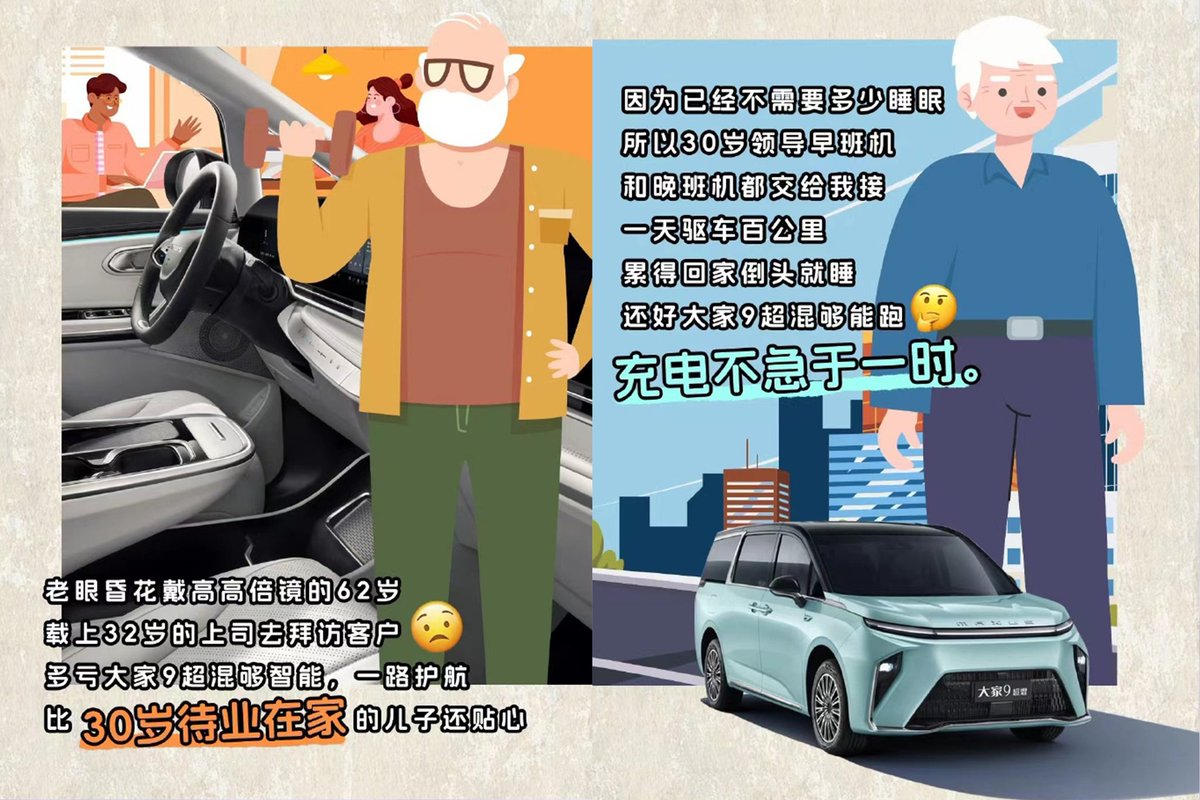 老眼昏花戴高高倍镜的62岁
载上32岁的上司去拜访客户
多亏大家9超混够智能，一路护航
比 30岁待业在家 的儿子还贴心
因为已经不需要多少睡眠
所以30岁领导早班机
和晚班机都交给我接
一天驱车百公里
累得回家倒头就睡
还好大家9超混够能跑
充电不急于一时。
MAXUS
大家9超混